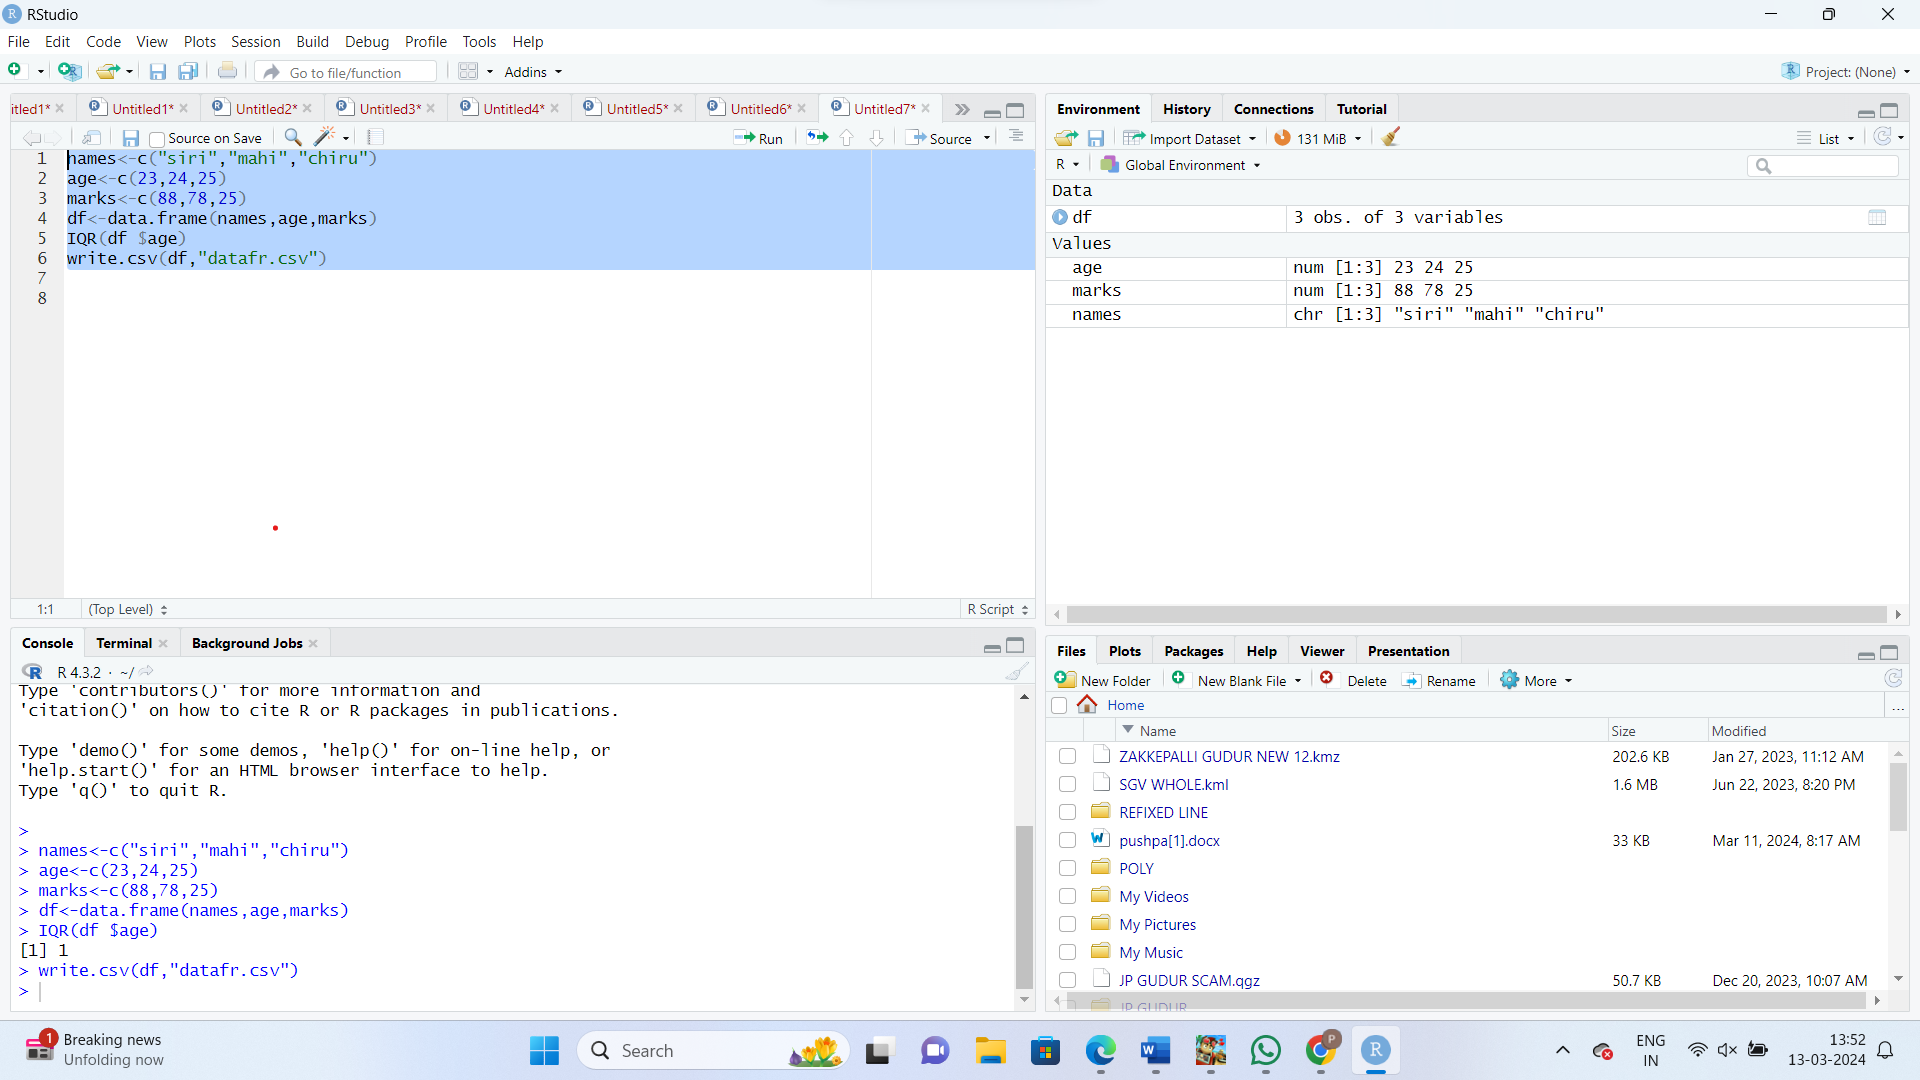 RStudio
File Edit Code View Plots Session Build Debug Profile Tools Help
Go to file/function Addins Project: (None)
itled1* Untitled1* Untitled2* Untitled3* Untitled4* Untitled5* Untitled6* Untitled7*
Source on Save Run Source
1 names<-c("siri","mahi","chiru")
2 age<-c(23,24,25)
3 marks<-c(88,78,25)
4 df<-data.frame(names,age,marks)
5 IQR(df $age)
6 write.csv(df,"datafr.csv")
7
8
1:1 (Top Level) R Script
Console Terminal Background Jobs
R 4.3.2 · ~/
Type 'contributors()' for more information and
'citation()' on how to cite R or R packages in publications.
Type 'demo()' for some demos, 'help()' for on-line help, or
'help.start()' for an HTML browser interface to help.
Type 'q()' to quit R.
>
> names<-c("siri","mahi","chiru")
> age<-c(23,24,25)
> marks<-c(88,78,25)
> df<-data.frame(names,age,marks)
> IQR(df $age)
[1] 1
> write.csv(df,"datafr.csv")
>
Environment History Connections Tutorial
Import Dataset 131 MiB List
R Global Environment
Data
df 3 obs. of 3 variables
Values
age num [1:3] 23 24 25
marks num [1:3] 88 78 25
names chr [1:3] "siri" "mahi" "chiru"
Files Plots Packages Help Viewer Presentation
New Folder New Blank File Delete Rename More
Home ...
Name Size Modified
ZAKKEPALLI GUDUR NEW 12.kmz 202.6 KB Jan 27, 2023, 11:12 AM
SGV WHOLE.kml 1.6 MB Jun 22, 2023, 8:20 PM
REFIXED LINE
pushpa[1].docx 33 KB Mar 11, 2024, 8:17 AM
POLY
My Videos
My Pictures
My Music
JP GUDUR SCAM.qgz 50.7 KB Dec 20, 2023, 10:07 AM
JP GUDUR
1 Breaking news
Unfolding now
Search
P
R
ENG
IN
13:52
13-03-2024